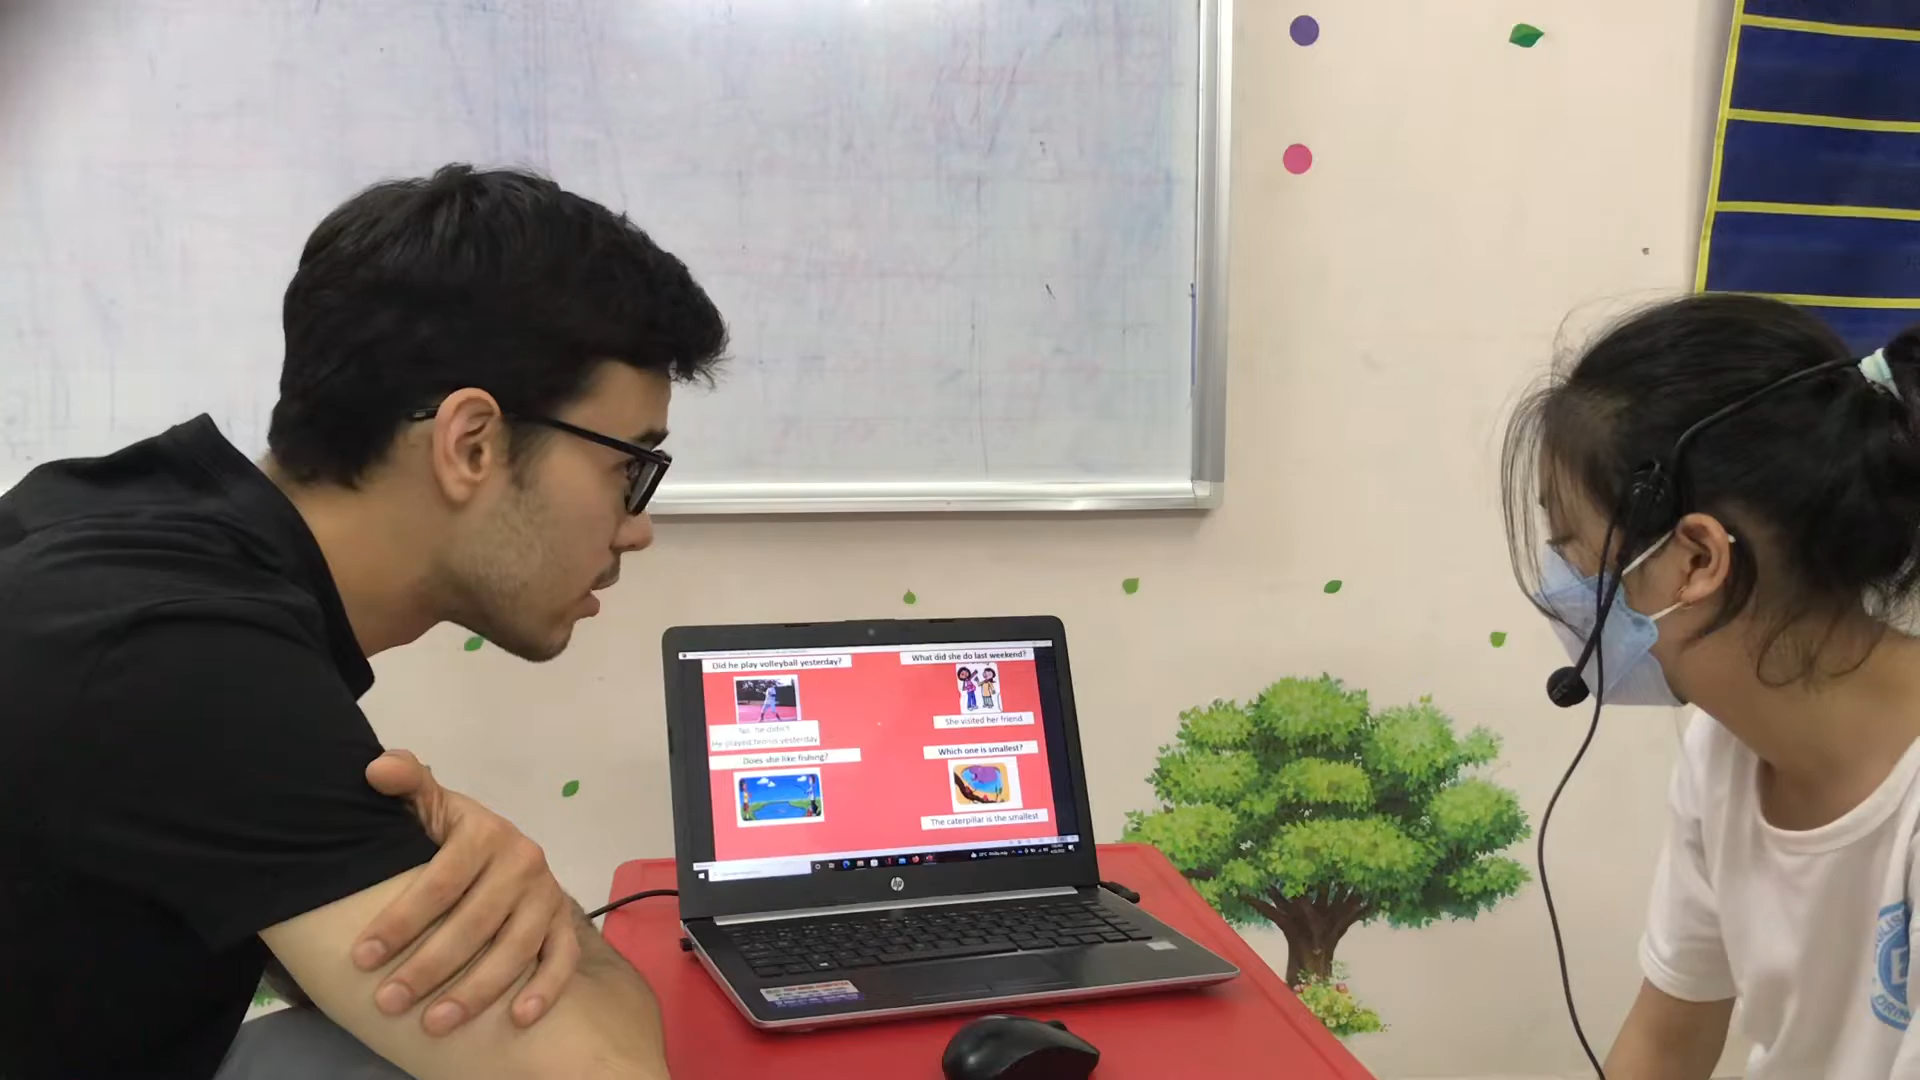 Did he play volleyball yesterday?
No, he didn't
He played tennis yesterday
Does she like fishing?
What did she do last weekend?
She visited her friend
Which one is smallest?
The caterpillar is the smallest
hp